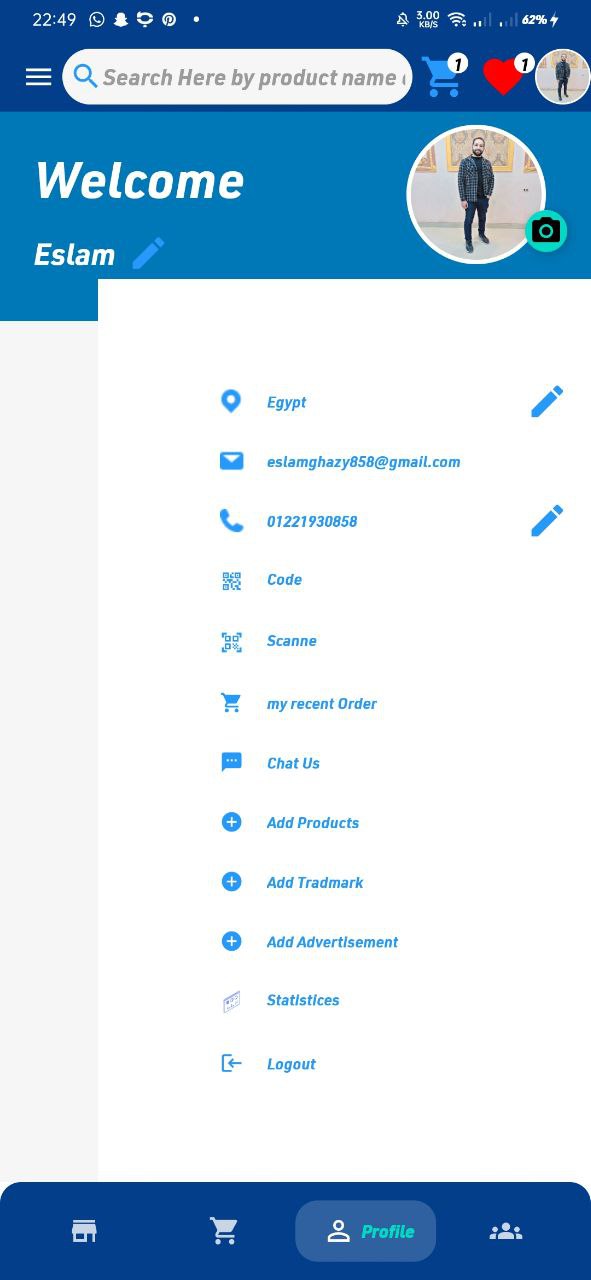 22:49
3.00
KB/S
62%
Search Here by product name
1
1
Welcome
Eslam
Egypt
eslamghazy858@gmail.com
01221930858
Code
Scanne
my recent Order
Chat Us
Add Products
Add Tradmark
Add Advertisement
Statistices
Logout
Profile